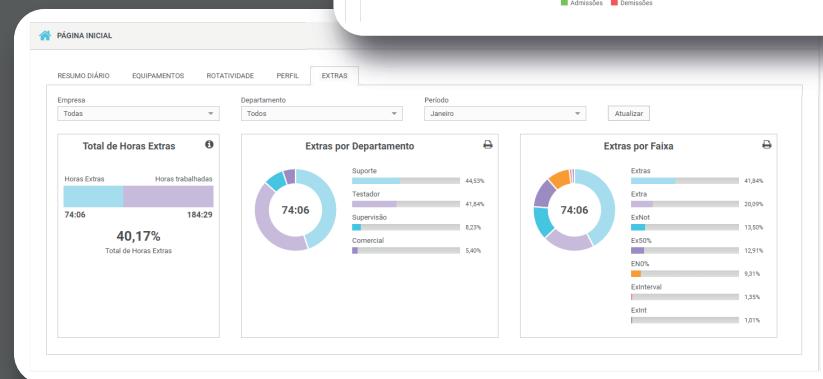 Admissões Demissões
PÁGINA INICIAL
RESUMO DIÁRIO EQUIPAMENTOS ROTATIVIDADE PERFIL EXTRAS
Empresa Departamento Período
Todas Todos Janeiro Atualizar
Total de Horas Extras
Horas Extras Horas trabalhadas
74:06 184:29
40,17%
Total de Horas Extras
Extras por Departamento
74:06
Suporte
44,53%
Testador
41,84%
Supervisão
8,23%
Comercial
5,40%
Extras por Faixa
74:06
Extras
41,84%
Extra
20,09%
ExNot
13,50%
Ex50%
12,91%
EN0%
9,31%
ExInterval
1,35%
ExInt
1,01%